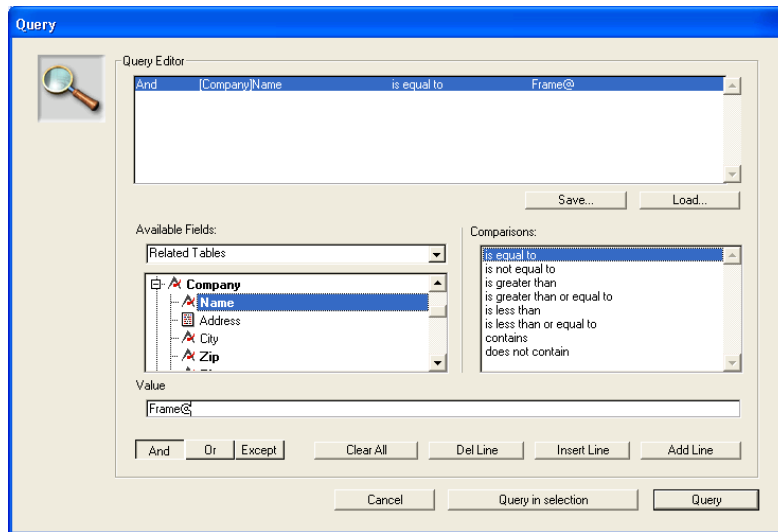 Query
Query Editor
And [Company]Name is equal to Frame@
Save... Load...
Available Fields:
Related Tables
Company
Name
Address
City
Zip
Comparisons:
is equal to
is not equal to
is greater than
is greater than or equal to
is less than
is less than or equal to
contains
does not contain
Value
Frame@
And Or Except Clear All Del Line Insert Line Add Line
Cancel Query in selection Query